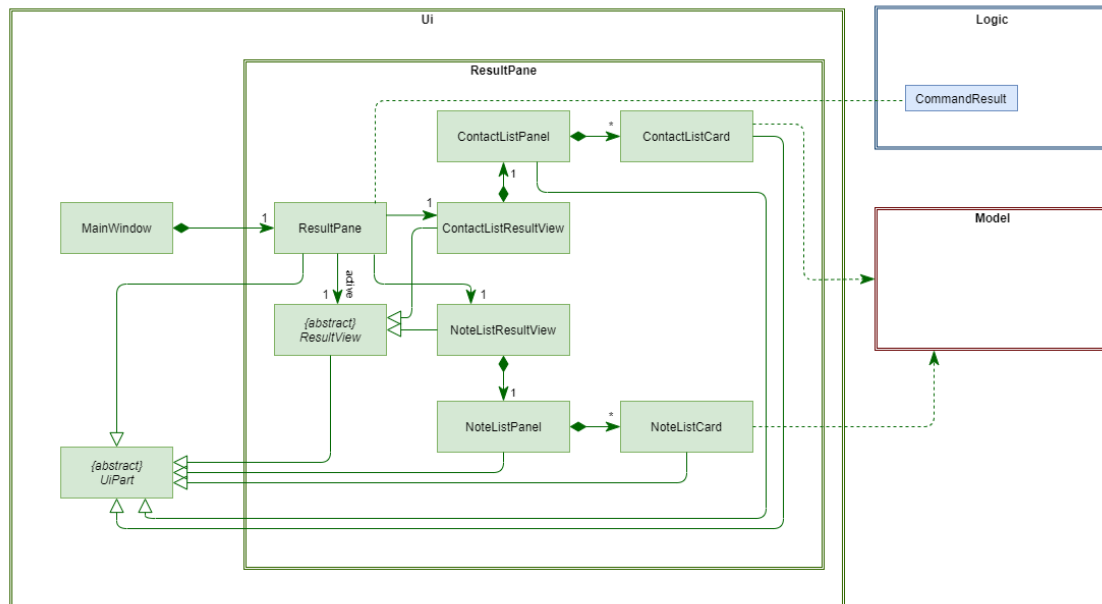 Ui
Logic
ResultPane
CommandResult
ContactListPanel
*
ContactListCard
1
MainWindow
1
ResultPane
1
ContactListResultView
Model
active
1
1
{abstract}
ResultView
NoteListResultView
1
NoteListPanel
*
NoteListCard
{abstract}
UiPart